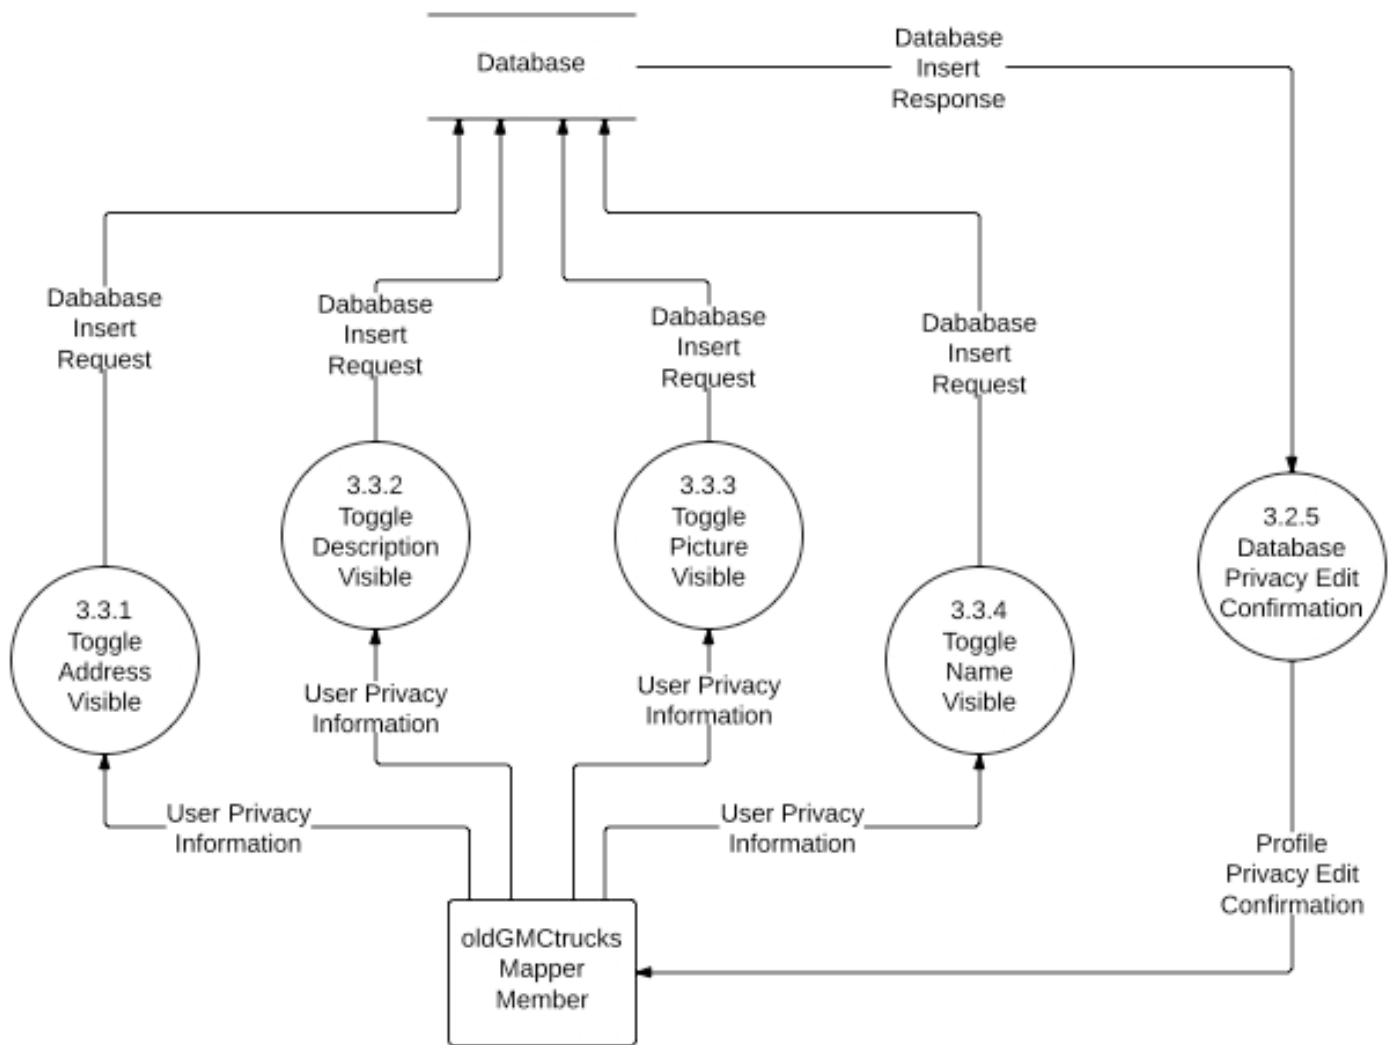 Database
Database
Insert
Response
Dababase
Insert
Request
Dababase
Insert
Request
Dababase
Insert
Request
Dababase
Insert
Request
3.3.1
Toggle
Address
Visible
3.3.2
Toggle
Description
Visible
3.3.3
Toggle
Picture
Visible
3.3.4
Toggle
Name
Visible
3.2.5
Database
Privacy Edit
Confirmation
User Privacy
Information
User Privacy
Information
User Privacy
Information
User Privacy
Information
Profile
Privacy Edit
Confirmation
oldGMCtrucks
Mapper
Member